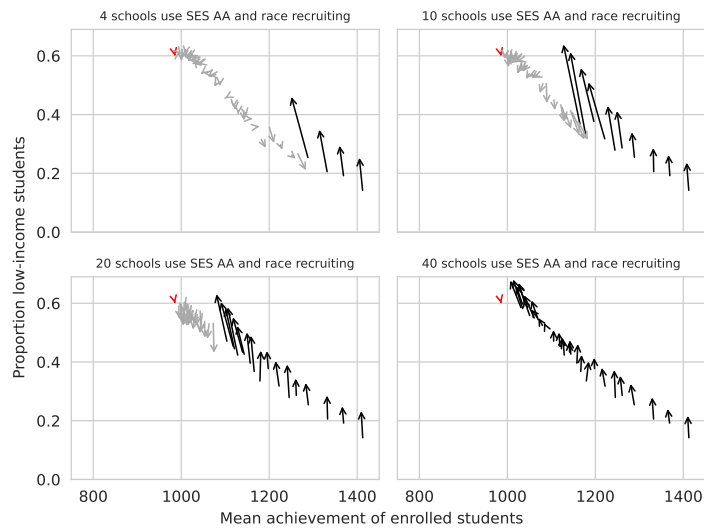 4 schools use SES AA and race recruiting
10 schools use SES AA and race recruiting
0.6
0.4
0.2
0.0
20 schools use SES AA and race recruiting
40 schools use SES AA and race recruiting
0.6
0.4
0.2
0.0
800
1000
1200
1400
800
1000
1200
1400
Proportion low-income students
Mean achievement of enrolled students